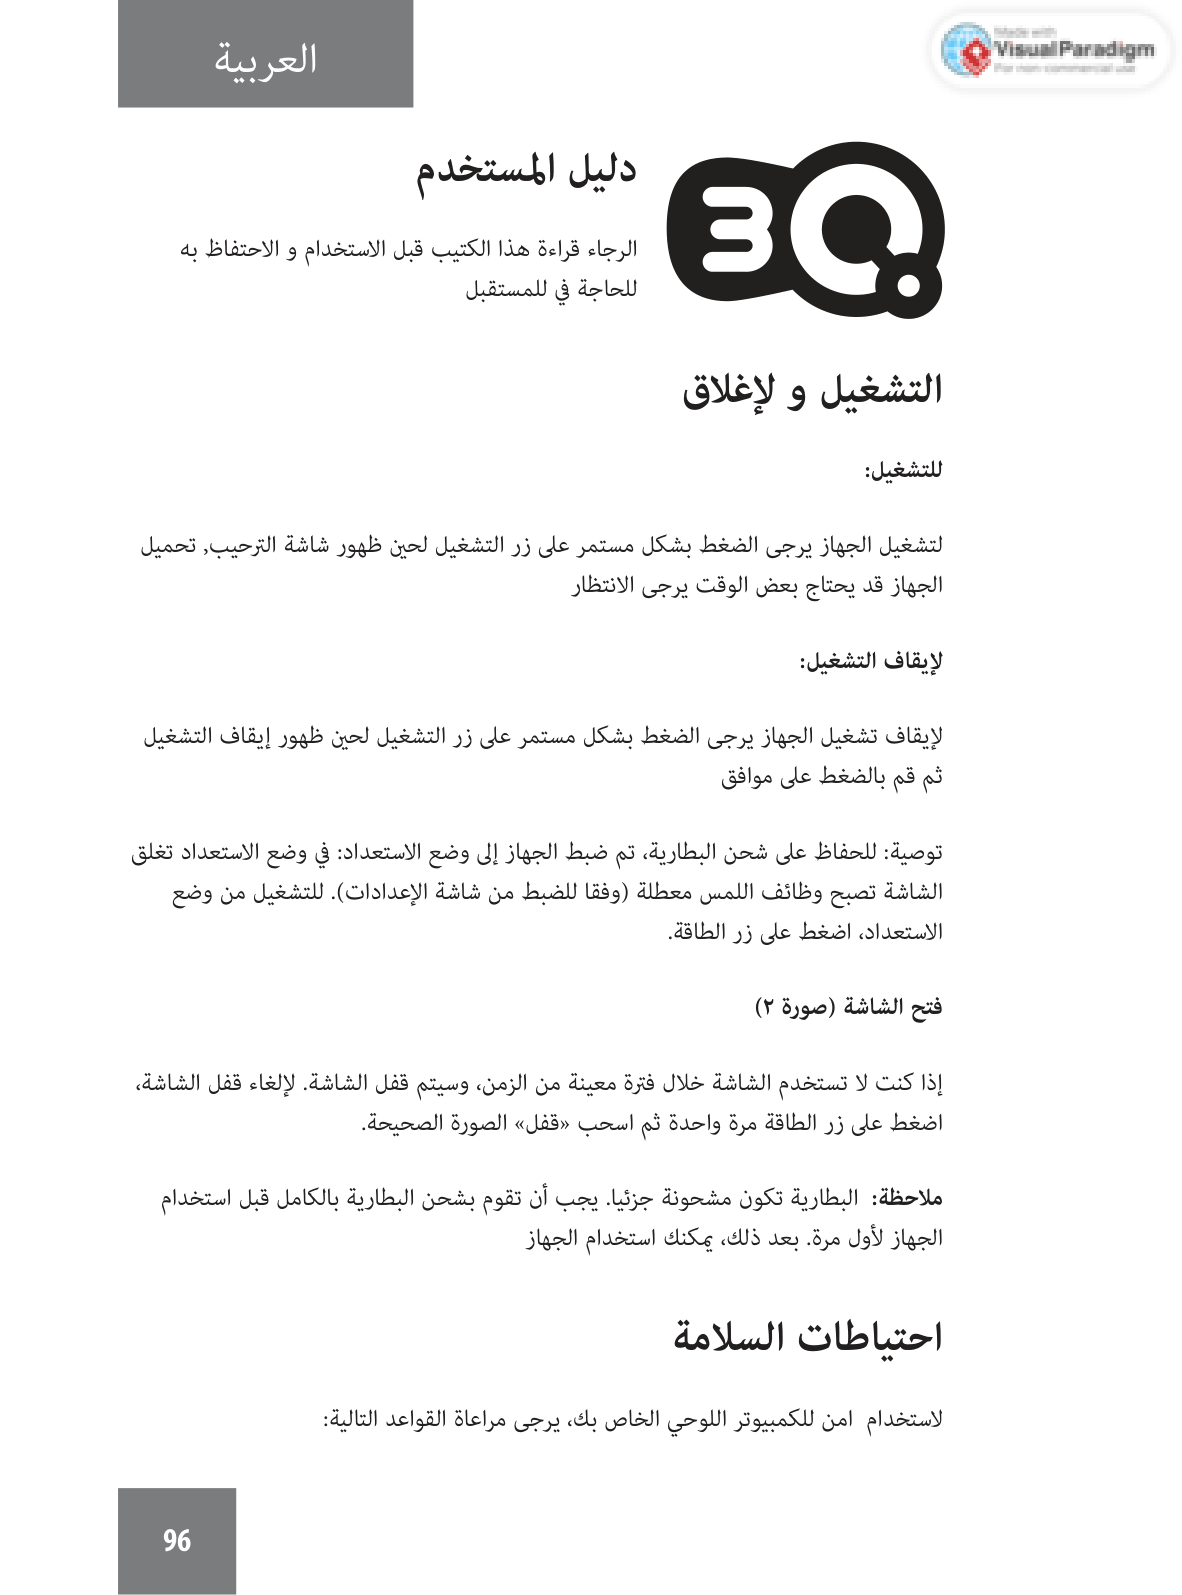 العربية
Made with
Visual Paradigm
For non-commercial use
3Q
دليل المستخدم
الرجاء قراءة هذا الكتيب قبل الاستخدام و الاحتفاظ به
للحاجة في للمستقبل
التشغيل و لإغلاق
للتشغيل:
لتشغيل الجهاز يرجى الضغط بشكل مستمر على زر التشغيل لحين ظهور شاشة الترحيب, تحميل
الجهاز قد يحتاج بعض الوقت يرجى الانتظار
لإيقاف التشغيل:
لإيقاف تشغيل الجهاز يرجى الضغط بشكل مستمر على زر التشغيل لحين ظهور إيقاف التشغيل
ثم قم بالضغط على موافق
توصية: للحفاظ على شحن البطارية، تم ضبط الجهاز إلى وضع الاستعداد: في وضع الاستعداد تغلق
الشاشة تصبح وظائف اللمس معطلة (وفقا للضبط من شاشة الإعدادات). للتشغيل من وضع
الاستعداد، اضغط على زر الطاقة.
فتح الشاشة (صورة ٢)
إذا كنت لا تستخدم الشاشة خلال فترة معينة من الزمن، وسيتم قفل الشاشة. لإلغاء قفل الشاشة،
اضغط على زر الطاقة مرة واحدة ثم اسحب «قفل» الصورة الصحيحة.
ملاحظة: البطارية تكون مشحونة جزئيا. يجب أن تقوم بشحن البطارية بالكامل قبل استخدام
الجهاز لأول مرة. بعد ذلك، يمكنك استخدام الجهاز
احتياطات السلامة
لاستخدام امن للكمبيوتر اللوحي الخاص بك، يرجى مراعاة القواعد التالية:
96